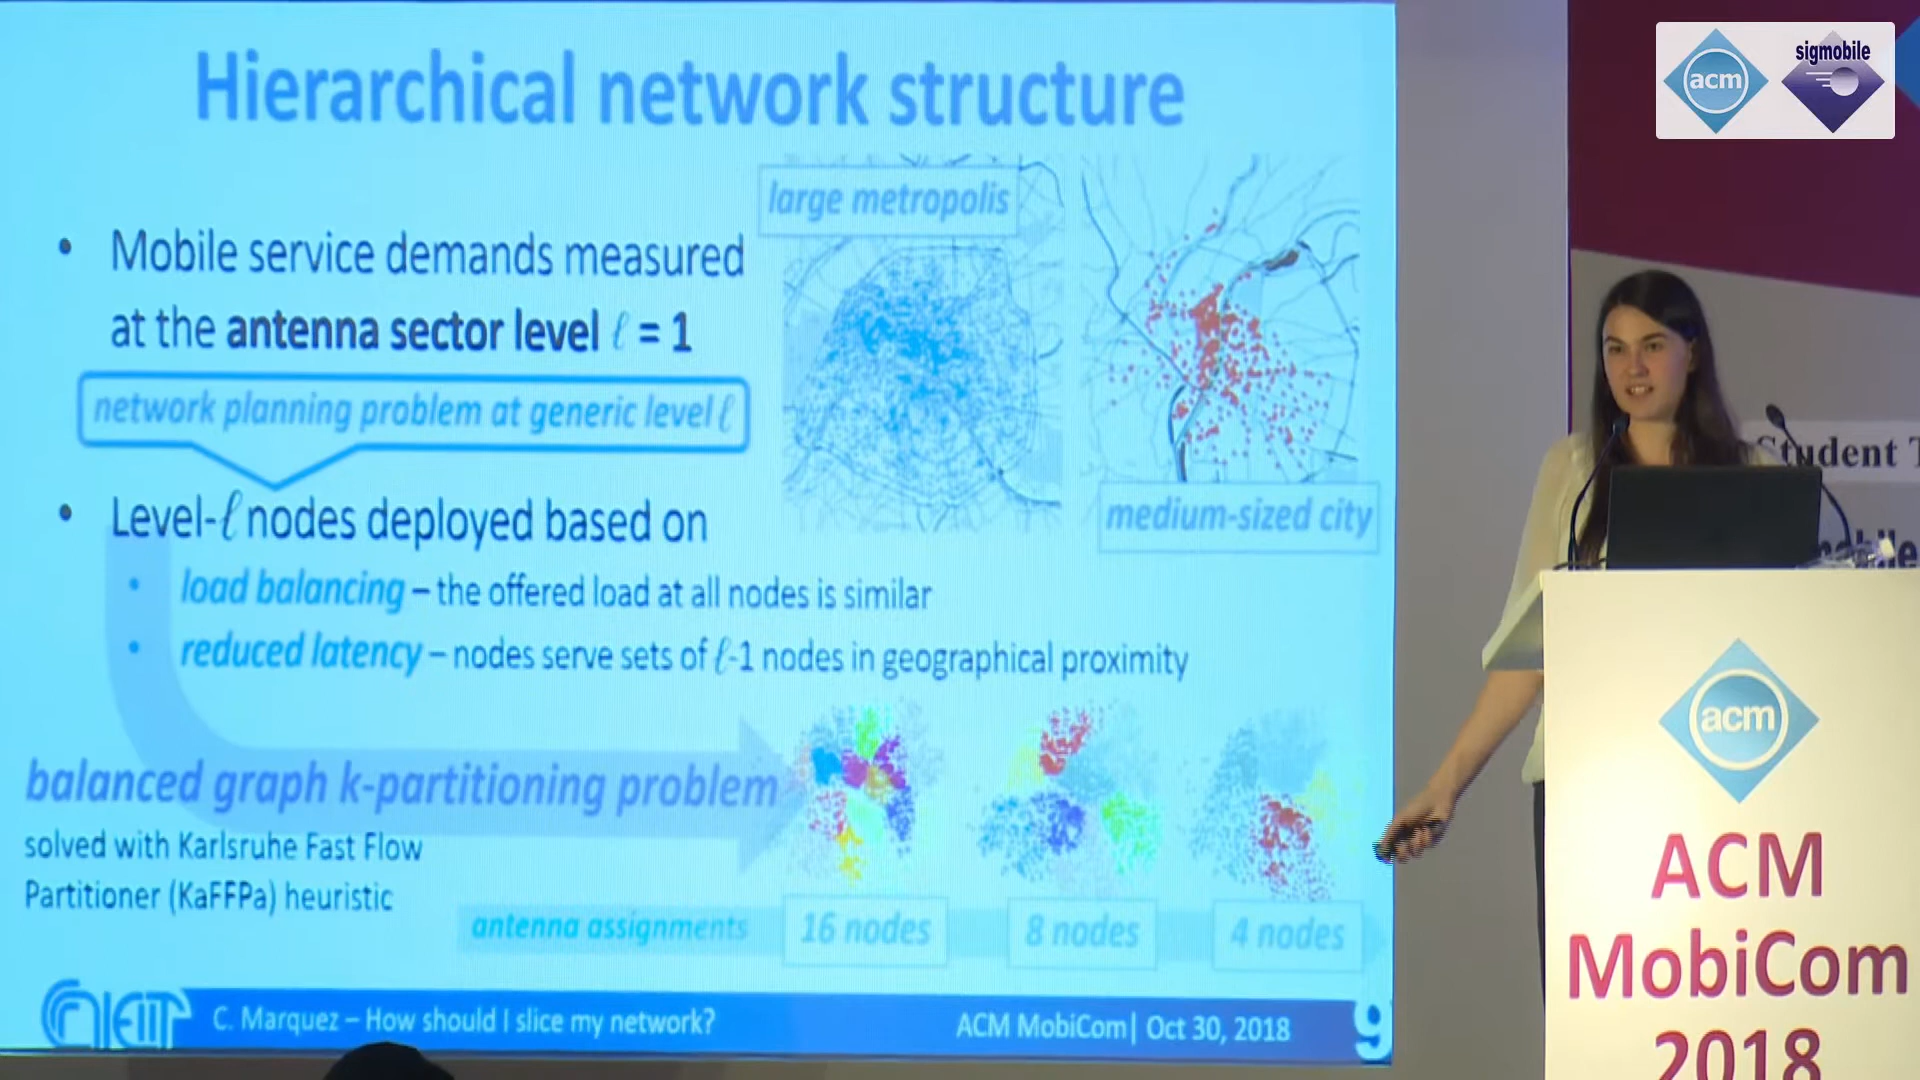 Hierarchical network structure
large metropolis
• Mobile service demands measured
at the antenna sector level ℓ = 1
network planning problem at generic level ℓ
medium-sized city
• Level-ℓ nodes deployed based on
• load balancing – the offered load at all nodes is similar
• reduced latency – nodes serve sets of ℓ-1 nodes in geographical proximity
balanced graph k-partitioning problem
solved with Karlsruhe Fast Flow
Partitioner (KaFFPa) heuristic
antenna assignments
16 nodes
8 nodes
4 nodes
C. Marquez – How should I slice my network?
ACM MobiCom| Oct 30, 2018
9
acm
sigmobile
Student
acm
ACM
MobiCom
2018